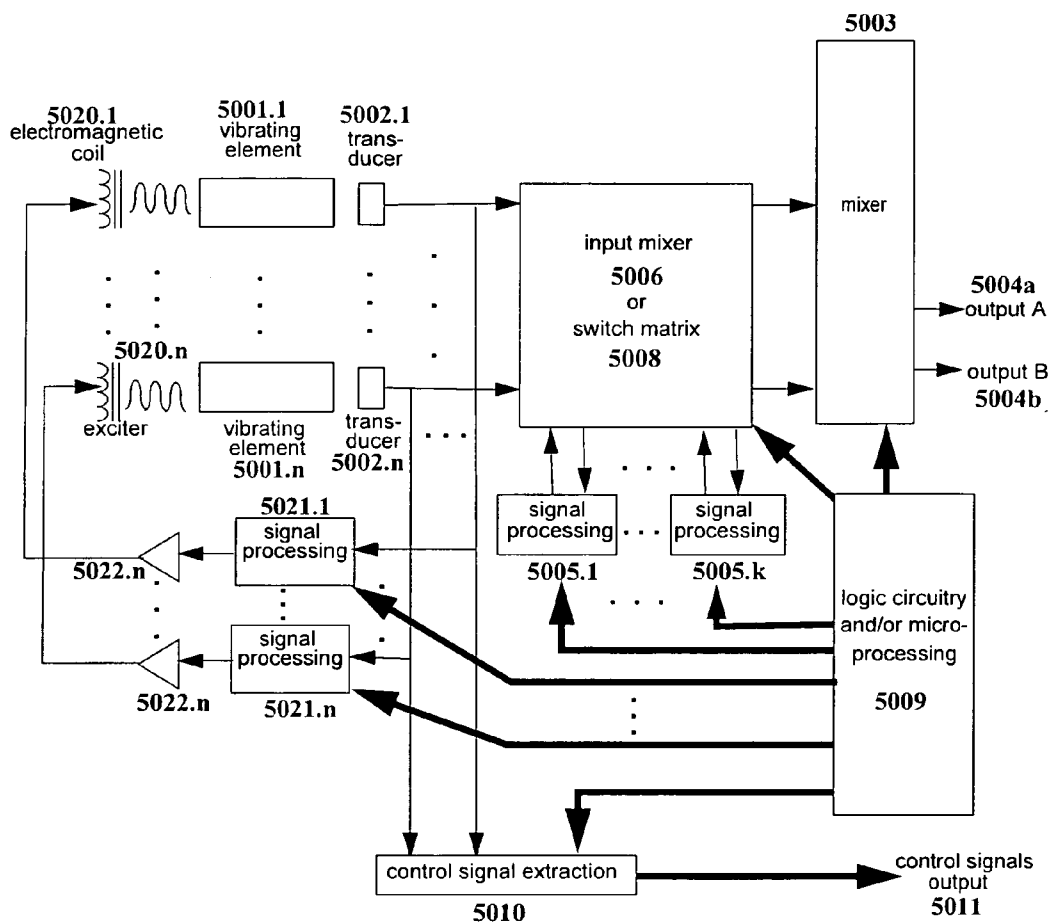 5003
5020.1
electromagnetic
coil
5001.1
vibrating
element
5002.1
trans-
ducer
input mixer
5006
or
switch matrix
5008
mixer
5004a
output A
output B
5004b
5020.n
exciter
vibrating
element
5001.n
trans-
ducer
5002.n
signal
processing
5005.1
signal
processing
5005.k
5021.1
signal
processing
5022.n
signal
processing
5021.n
5022.n
logic circuitry
and/or micro-
processing
5009
control signal extraction
5010
control signals
output
5011